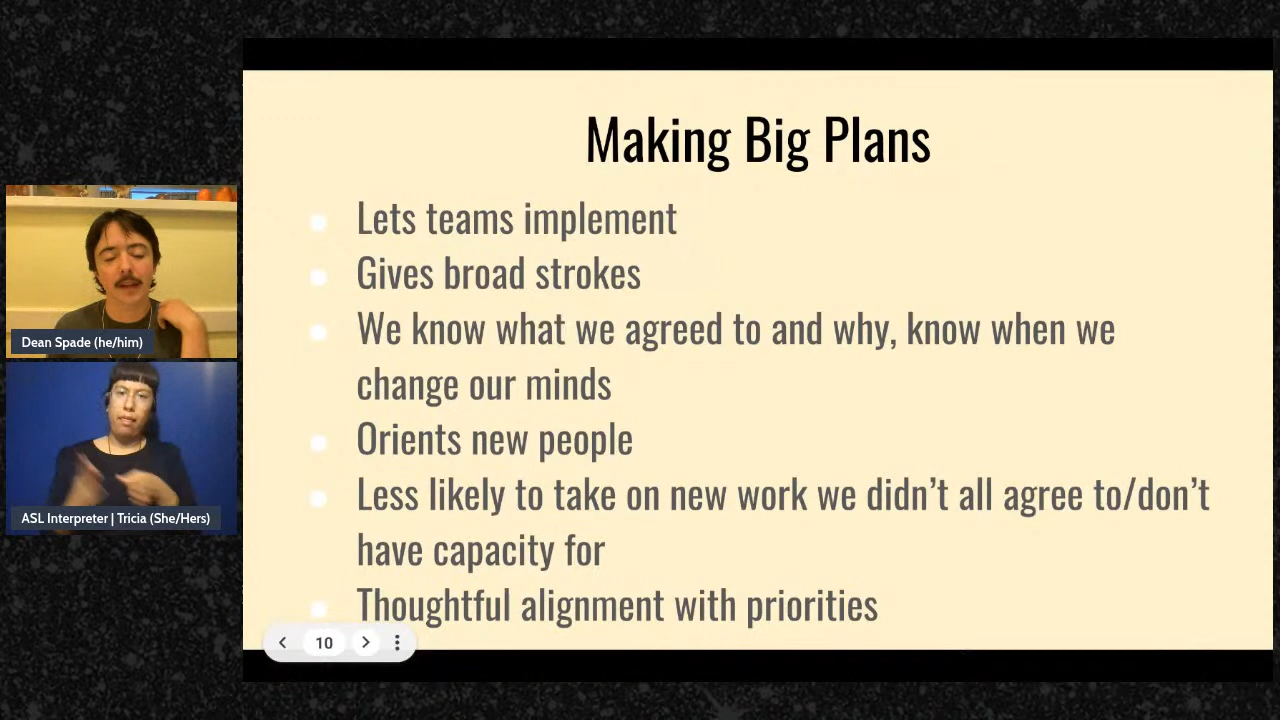 Making Big Plans
Lets teams implement
Gives broad strokes
We know what we agreed to and why, know when we
change our minds
Orients new people
Less likely to take on new work we didn't all agree to/don't
have capacity for
Thoughtful alignment with priorities
10
Dean Spade (he/him)
ASL Interpreter | Tricia (She/Hers)